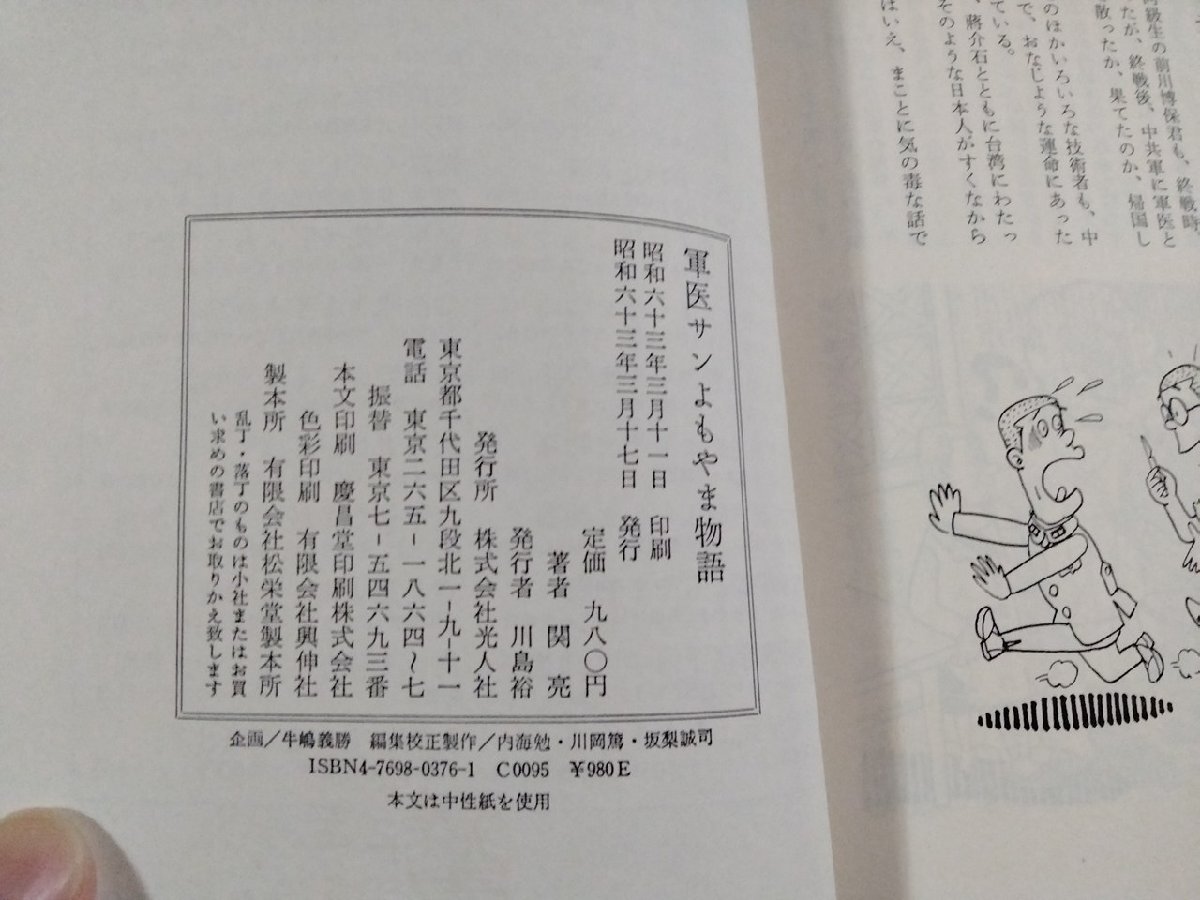 高級生の前川博保君も、終戦時、
たが、終戦後、中共軍に軍医と
散ったか、果てたのか、帰国し
のほかいろいろな技術者も、中
で、おなじような運命にあった
ている。
、蔣介石とともに台湾にわたっ
そのような日本人がすくなから
はいえ、まことに気の毒な話で
軍医サンよもやま物語
昭和六十三年三月十一日 印刷
昭和六十三年三月十七日 発行
定価 九八〇円
著者 関 亮
発行者 川島裕
発行所 株式会社光人社
東京都千代田区九段北一-九-十一
電話 東京二六五-一八六四~七
振替 東京七-五四六九三番
本文印刷 慶昌堂印刷株式会社
色彩印刷 有限会社興伸社
製本所 有限会社松栄堂製本所
乱丁・落丁のものは小社またはお買
い求めの書店でお取りかえ致します
企画/牛嶋義勝 編集校正製作/内海勉・川岡篤・坂梨誠司
ISBN4-7698-0376-1 C0095 ¥980E
本文は中性紙を使用